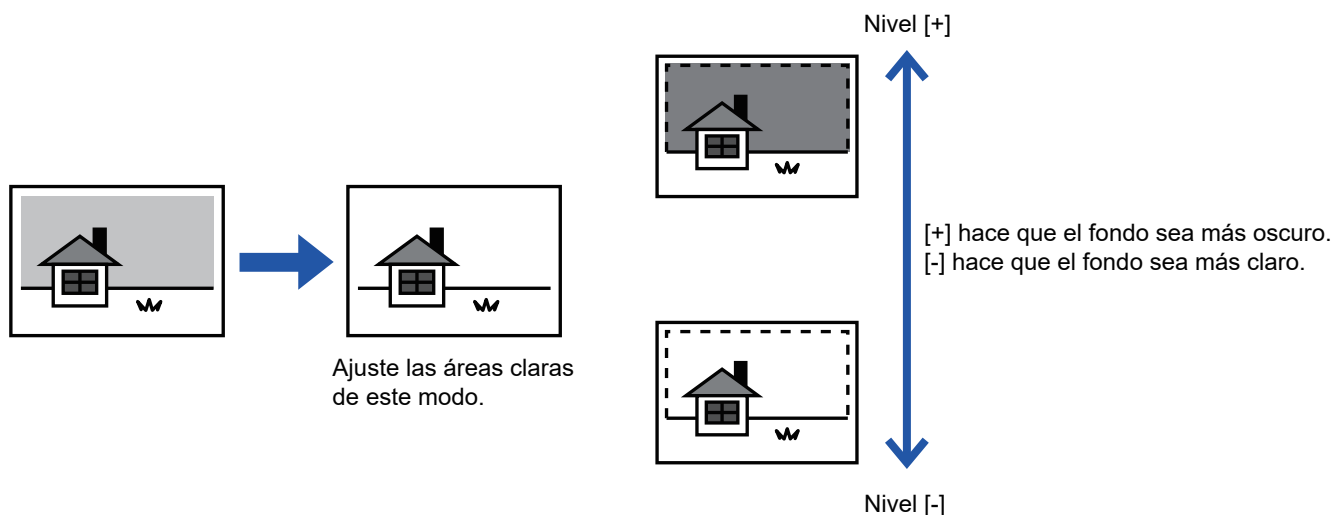 Nivel [+]
[+] hace que el fondo sea más oscuro.
[-] hace que el fondo sea más claro.
Ajuste las áreas claras
de este modo.
Nivel [-]